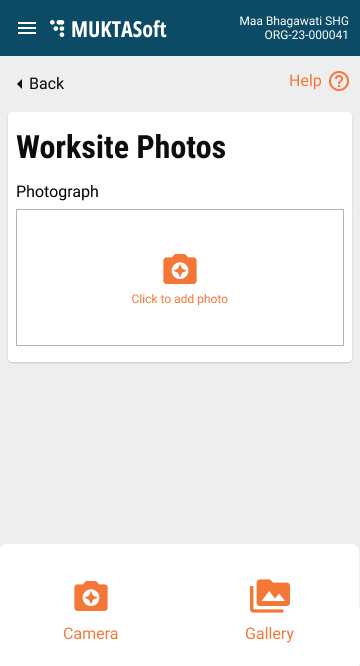 MUKTASoft
Maa Bhagawati SHG
ORG-23-000041
Back
Help
Worksite Photos
Photograph
Click to add photo
Camera
Gallery